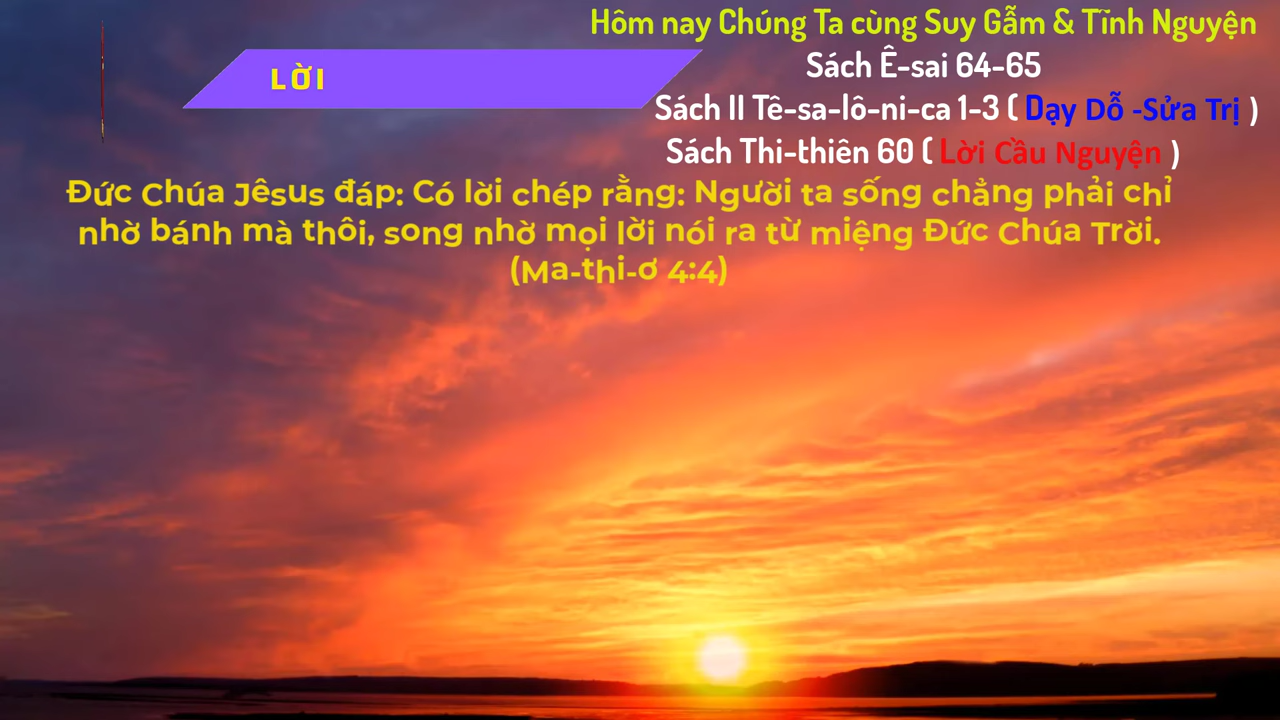 Hôm nay Chúng Ta cùng Suy Gẫm & Tĩnh Nguyện
Sách Ê-sai 64-65
LỜI
Sách II Tê-sa-lô-ni-ca 1-3 ( Dạy Dỗ -Sửa Trị )
Sách Thi-thiên 60 ( Lời Cầu Nguyện )
Đức Chúa Jêsus đáp: Có lời chép rằng: Người ta sống chẳng phải chỉ
nhờ bánh mà thôi, song nhờ mọi lời nói ra từ miệng Đức Chúa Trời.
(Ma-thi-ơ 4:4)